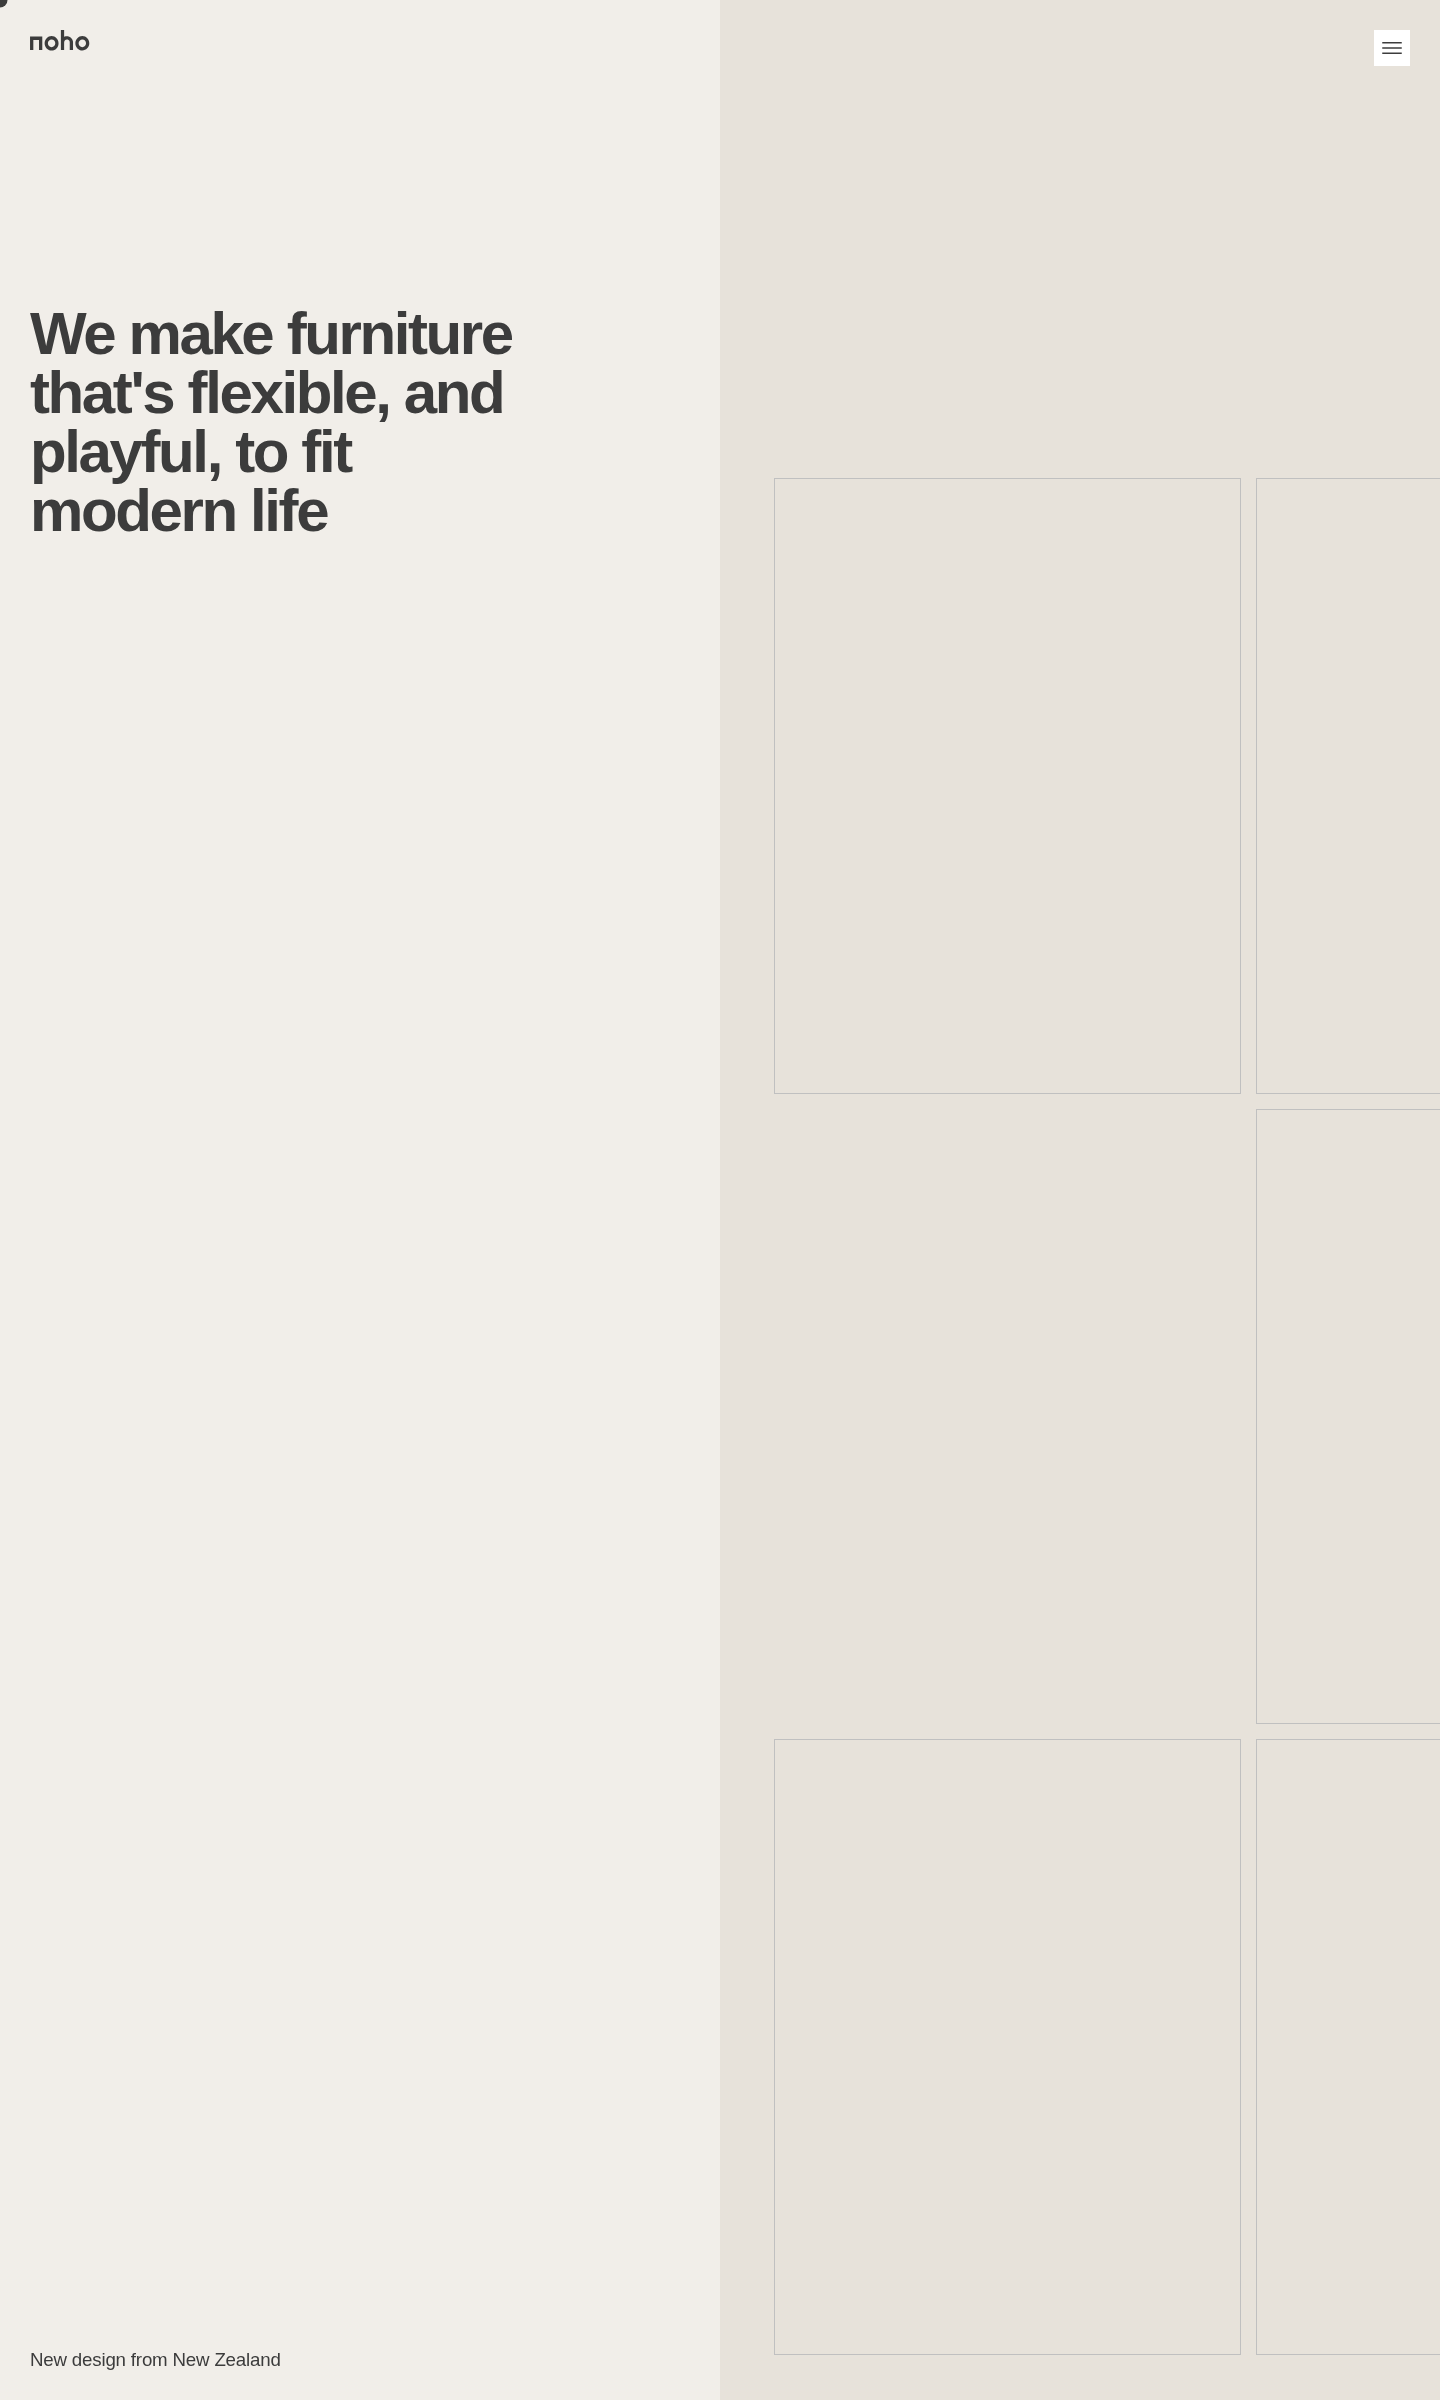 noho
We make furniture
that's flexible, and
playful, to fit
modern life
New design from New Zealand